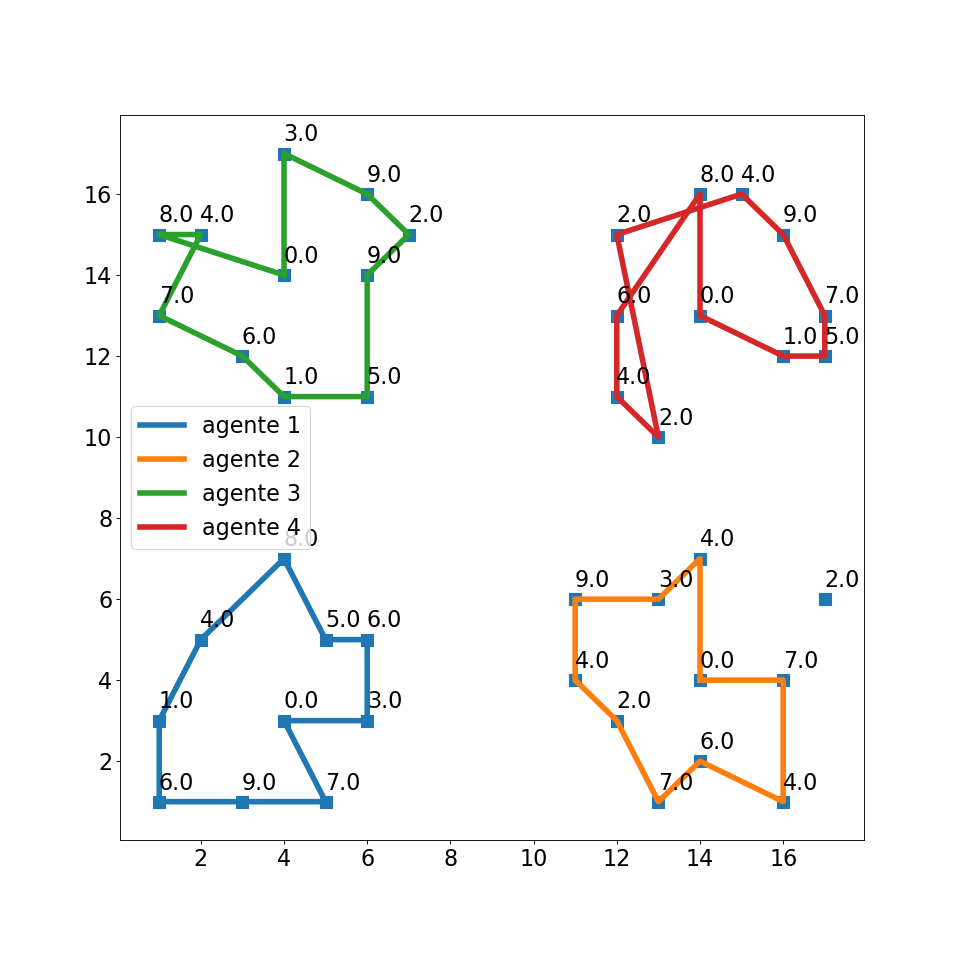 3.0
9.0
8.0 4.0
8.0 4.0 2.0
2.0 9.0
0.0 9.0
7.0 6.0 0.0 7.0
6.0 1.0 5.0
1.0 5.0 4.0
2.0
agente 1
agente 2
agente 3
agente 4
8.0 4.0
9.0 3.0 2.0
4.0 5.0 6.0
4.0 0.0 7.0
1.0 0.0 3.0 2.0
6.0
6.0 9.0 7.0 7.0 4.0
16
14
12
10
8
6
4
2
2 4 6 8 10 12 14 16